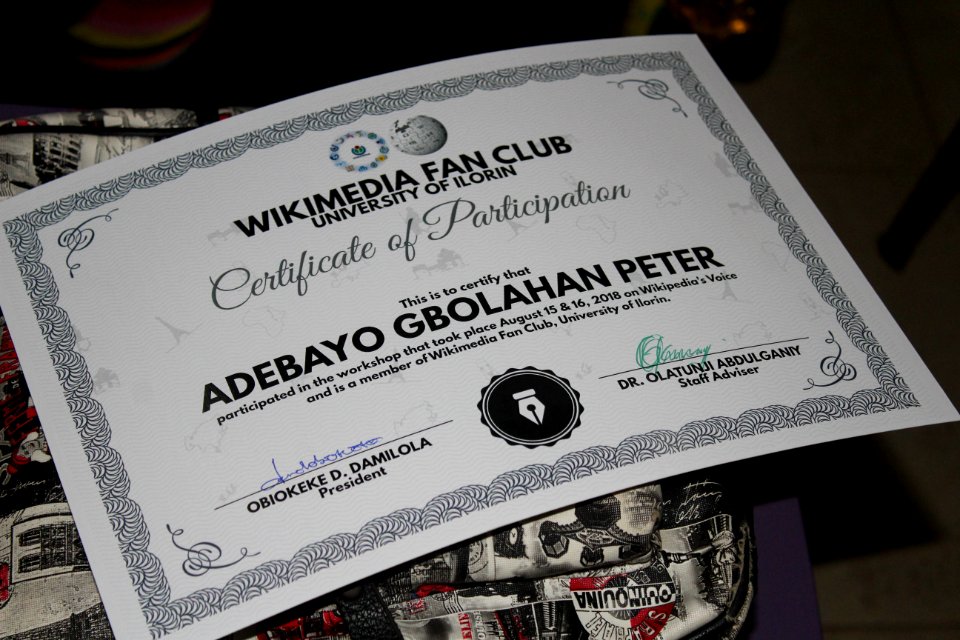 WIKIMEDIA FAN CLUB
UNIVERSITY OF ILORIN
Certificate of Participation
This is to certify that
ADEBAYO GBOLAHAN PETER
participated in the workshop that took place August 15 & 16, 2018 on Wikipedia's Voice
and is a member of Wikimedia Fan Club, University of Ilorin.
OBIOKEKE D. DAMILOLA
President
DR. OLATUNJI ABDULGANIY
Staff Adviser
QUINQUINA